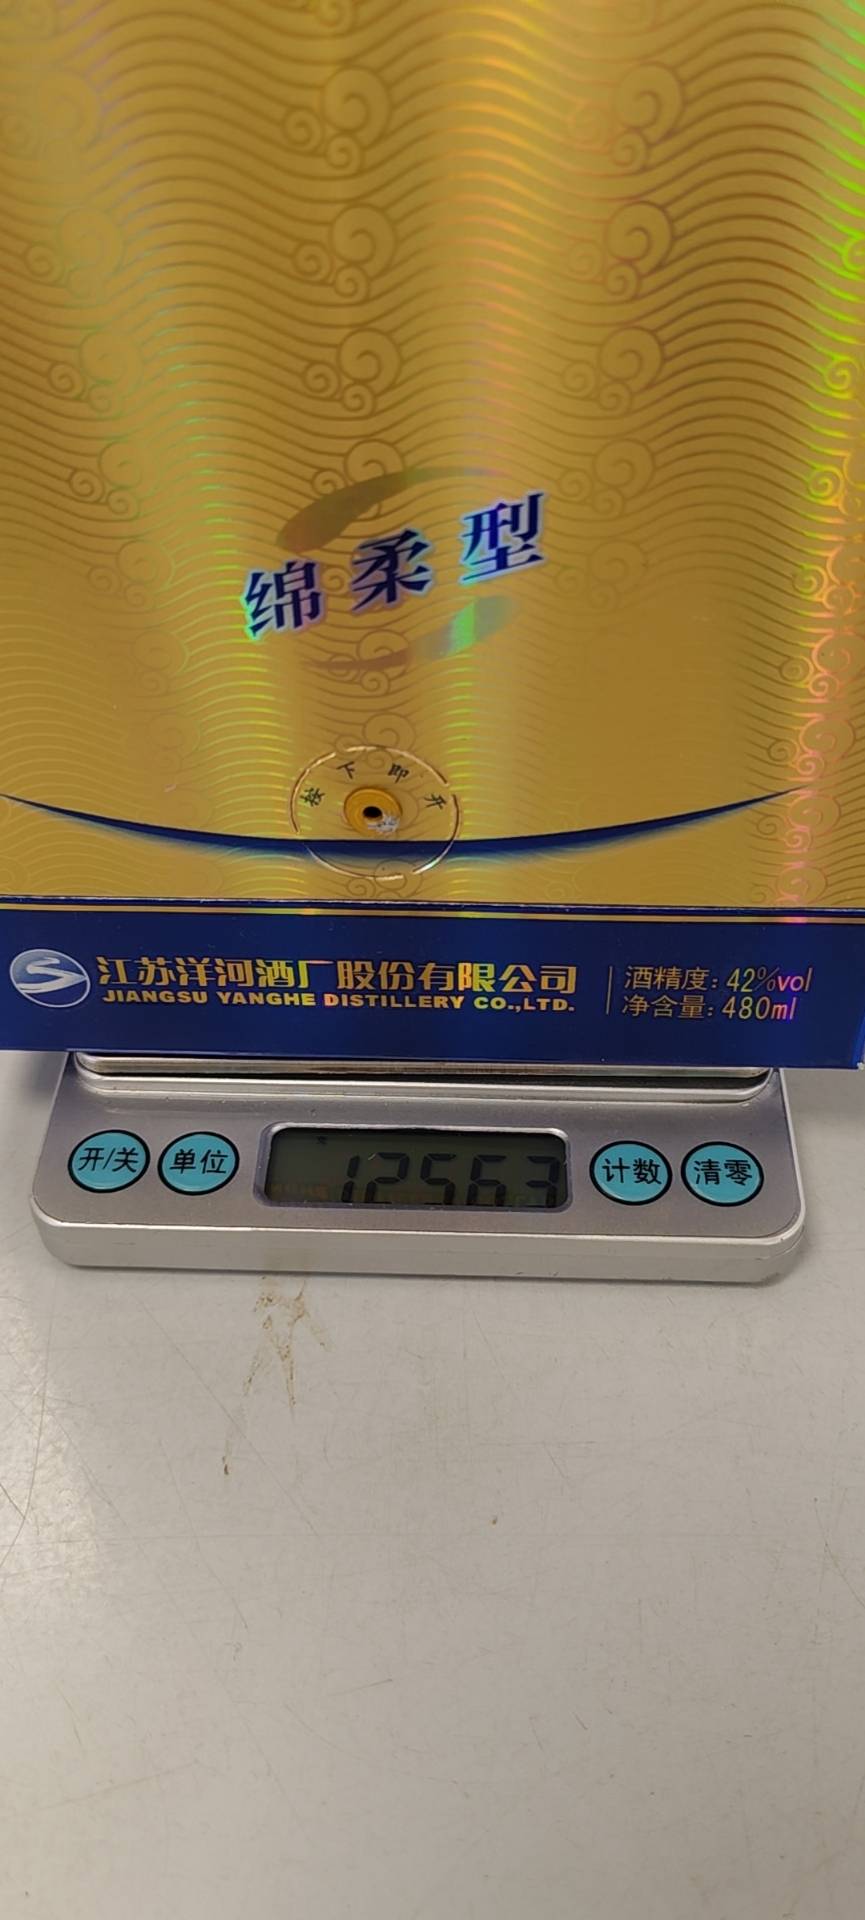 绵柔型
按下即开
江苏洋河酒厂股份有限公司
JIANGSU YANGHE DISTILLERY CO.,LTD.
酒精度: 42%vol
净含量: 480ml
开/关
单位
12563
计数
清零